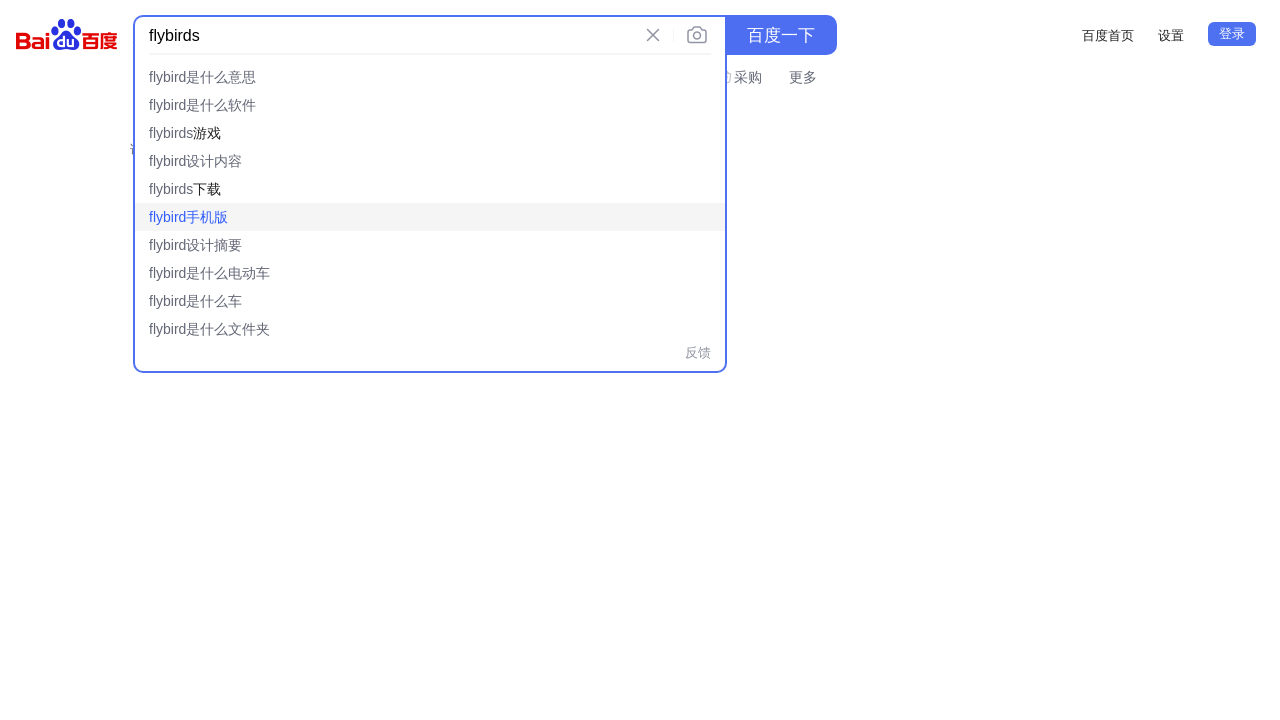 Bai du 百度
flybirds
百度一下
百度首页
设置
登录
采购
更多
flybird是什么意思
flybird是什么软件
flybirds游戏
flybird设计内容
flybirds下载
flybird手机版
flybird设计摘要
flybird是什么电动车
flybird是什么车
flybird是什么文件夹
反馈